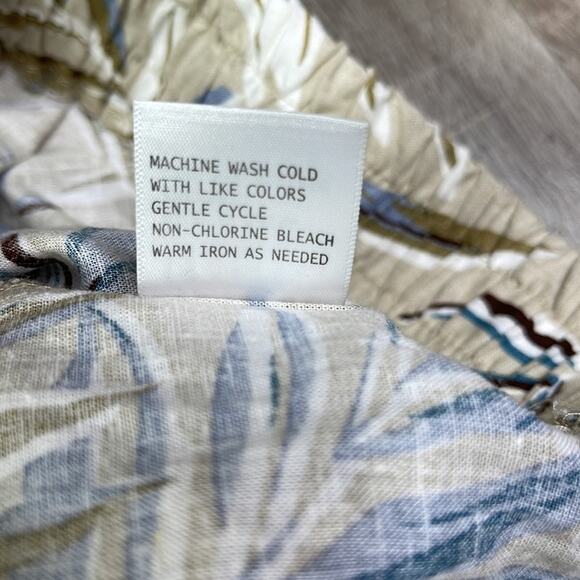 MACHINE WASH COLD
WITH LIKE COLORS
GENTLE CYCLE
NON-CHLORINE BLEACH
WARM IRON AS NEEDED